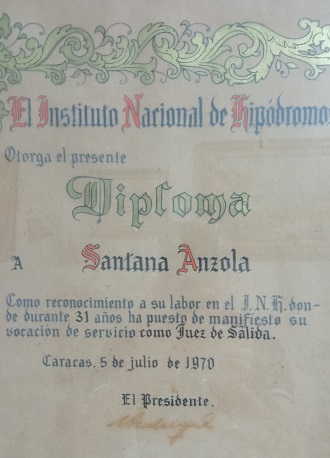 El Instituto Nacional de Hipódromos
Otorga el presente
Diploma
A Santana Anzola
Como reconocimiento a su labor en el I.N.H. don-
de durante 31 años ha puesto de manifiesto su
vocación de servicio como Juez de Salida.
Caracas, 5 de julio de 1970
El Presidente.